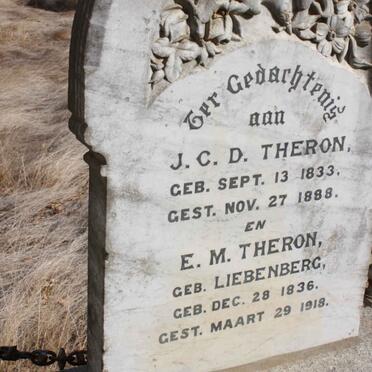 Ter Gedachtenis
aan
J. C. D. THERON,
GEB. SEPT. 13 1833.
GEST. NOV. 27 1888.
EN
E. M. THERON,
GEB. LIEBENBERG,
GEB. DEC. 28 1836.
GEST. MAART 29 1918.